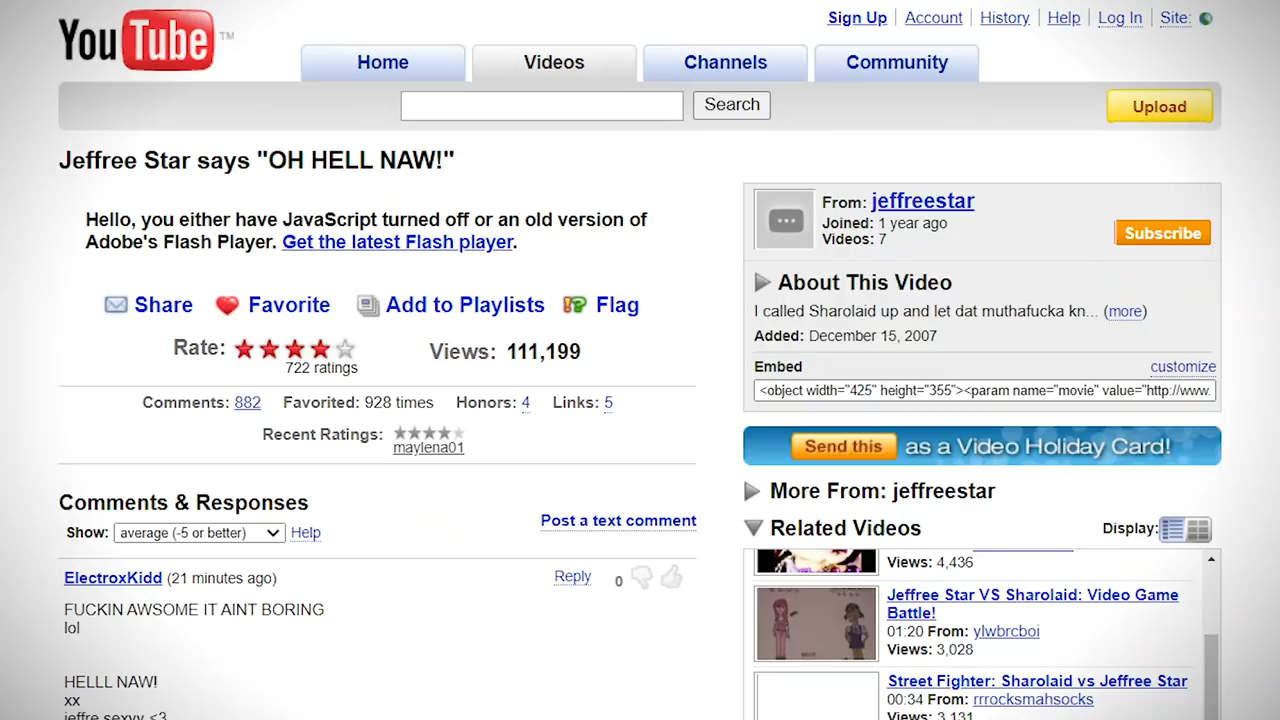 YouTube TM
Sign Up Account History Help Log In Site:
Home Videos Channels Community
Search
Upload
Jeffree Star says "OH HELL NAW!"
Hello, you either have JavaScript turned off or an old version of
Adobe's Flash Player. Get the latest Flash player.
Share Favorite Add to Playlists Flag
Rate:
722 ratings
Views: 111,199
Comments: 882 Favorited: 928 times Honors: 4 Links: 5
Recent Ratings:
maylena01
Comments & Responses
Show: average (-5 or better) Help
Post a text comment
ElectroxKidd (21 minutes ago)
Reply 0
FUCKIN AWSOME IT AINT BORING
lol
HELLL NAW!
xx
jeffre sexyy <3
From: jeffreestar
Joined: 1 year ago
Videos: 7
Subscribe
About This Video
I called Sharolaid up and let dat muthafucka kn... (more)
Added: December 15, 2007
Embed customize
<object width="425" height="355"><param name="movie" value="http://www.
Send this as a Video Holiday Card!
More From: jeffreestar
Related Videos
Display:
Views: 4,436
Jeffree Star VS Sharolaid: Video Game
Battle!
01:20 From: ylwbrcboi
Views: 3,028
Street Fighter: Sharolaid vs Jeffree Star
00:34 From: rrrocksmahsocks
Views: 3,131